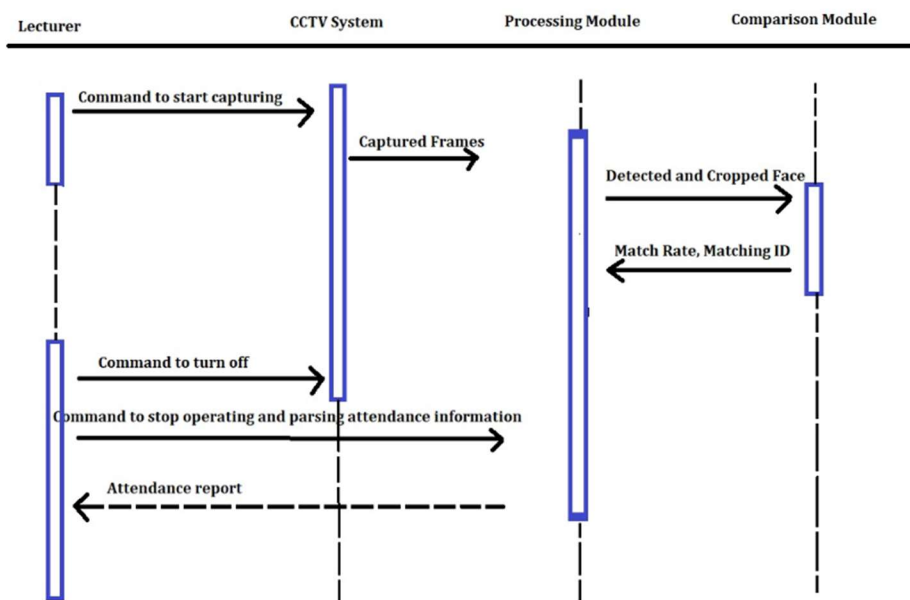 Lecturer
CCTV System
Processing Module
Comparison Module
Command to start capturing
Captured Frames
Detected and Cropped Face
Match Rate, Matching ID
Command to turn off
Command to stop operating and parsing attendance information
Attendance report